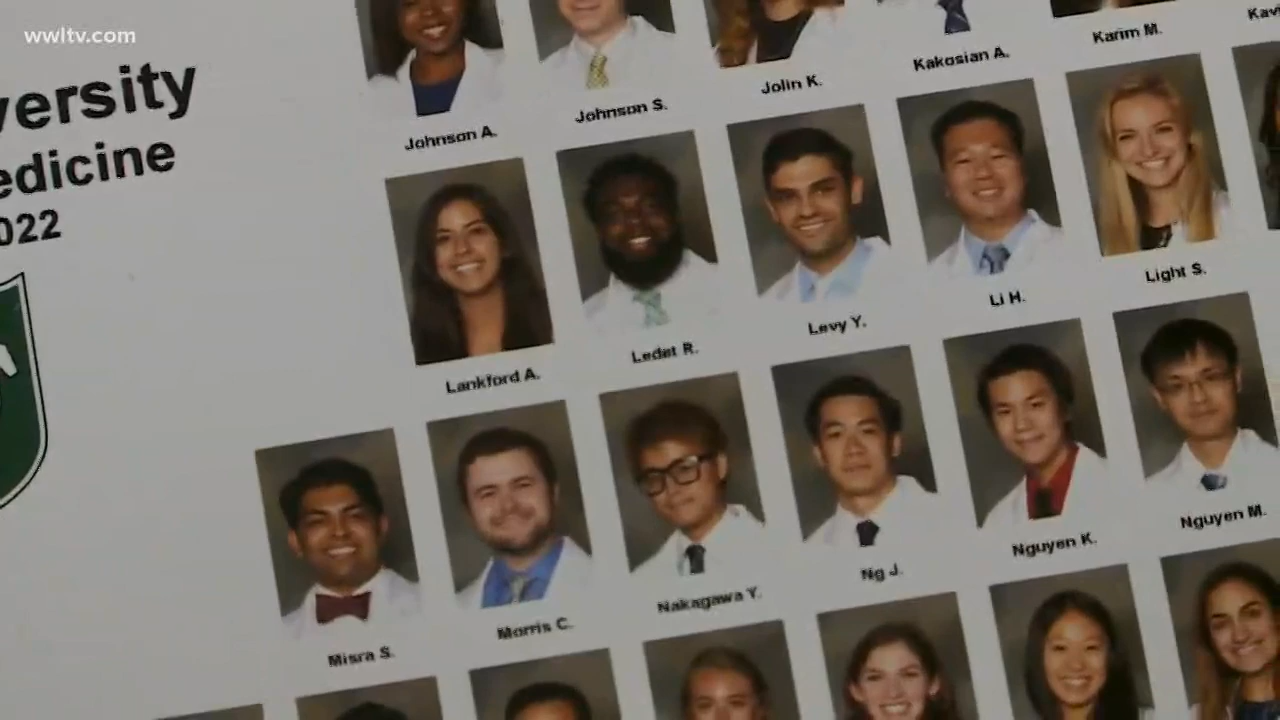 wwltv.com
versity
edicine
022
Johnson A.
Johnson S.
Jolin K.
Kakosian A.
Karim M.
Kav
Lankford A.
Ledet R.
Levy Y.
Li H.
Light S.
Misra S.
Morris C.
Nakagawa Y.
Ng J.
Nguyen K.
Nguyen M.